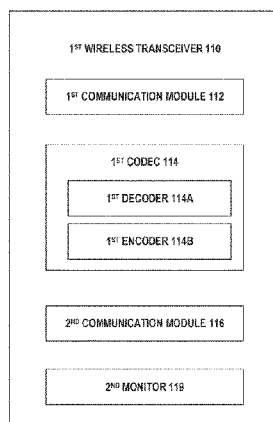 1ST WIRELESS TRANSCEIVER 110
1ST COMMUNICATION MODULE 112
1ST CODEC 114
1ST DECODER 114A
1ST ENCODER 114B
2ND COMMUNICATION MODULE 116
2ND MONITOR 119